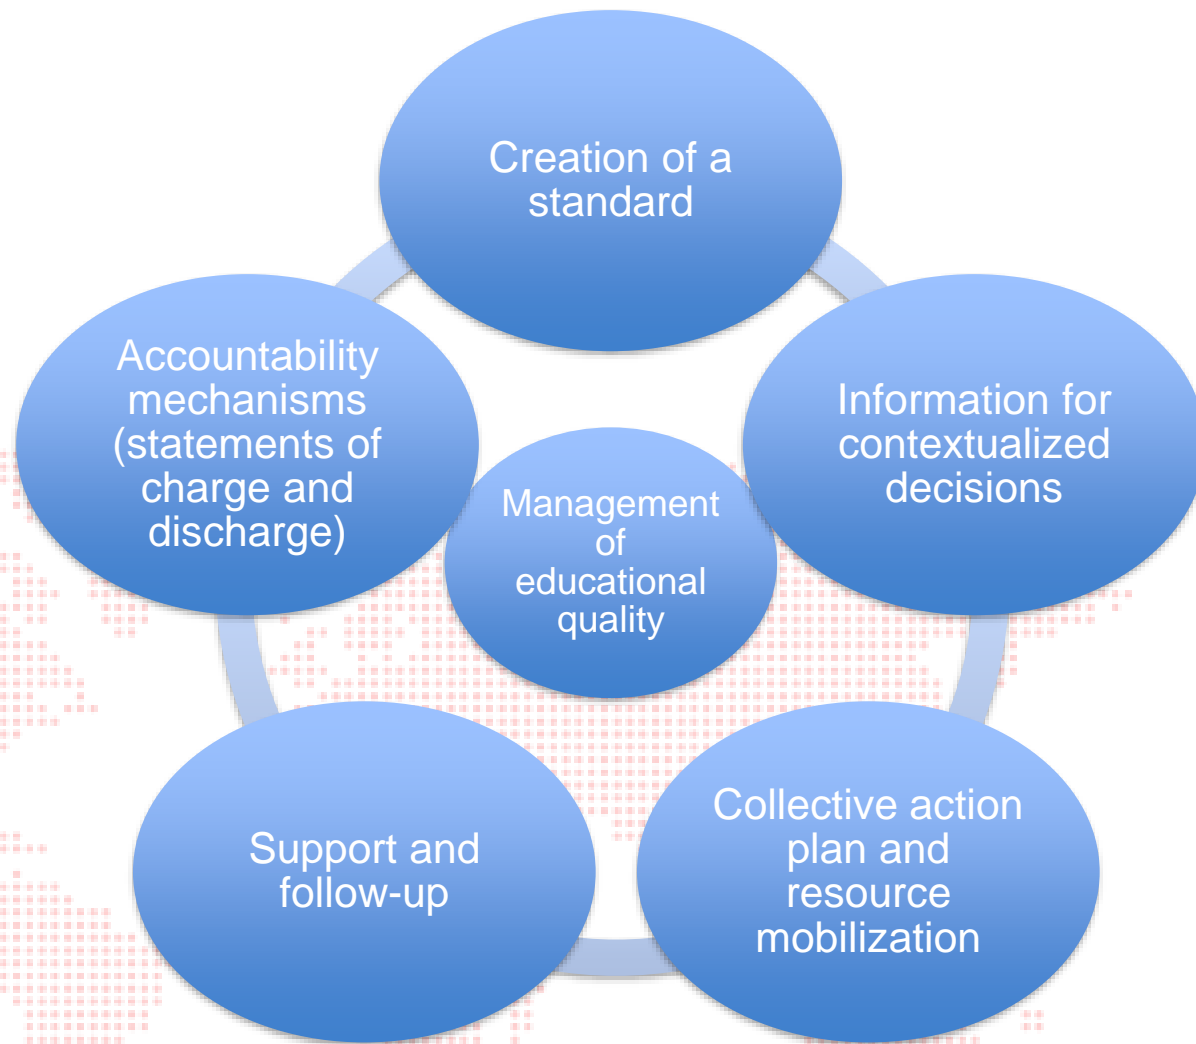 Creation of a
standard
Accountability
mechanisms
(statements of
charge and
discharge)
Information for
contextualized
decisions
Management
of
educational
quality
Support and
follow-up
Collective action
plan and
resource
mobilization